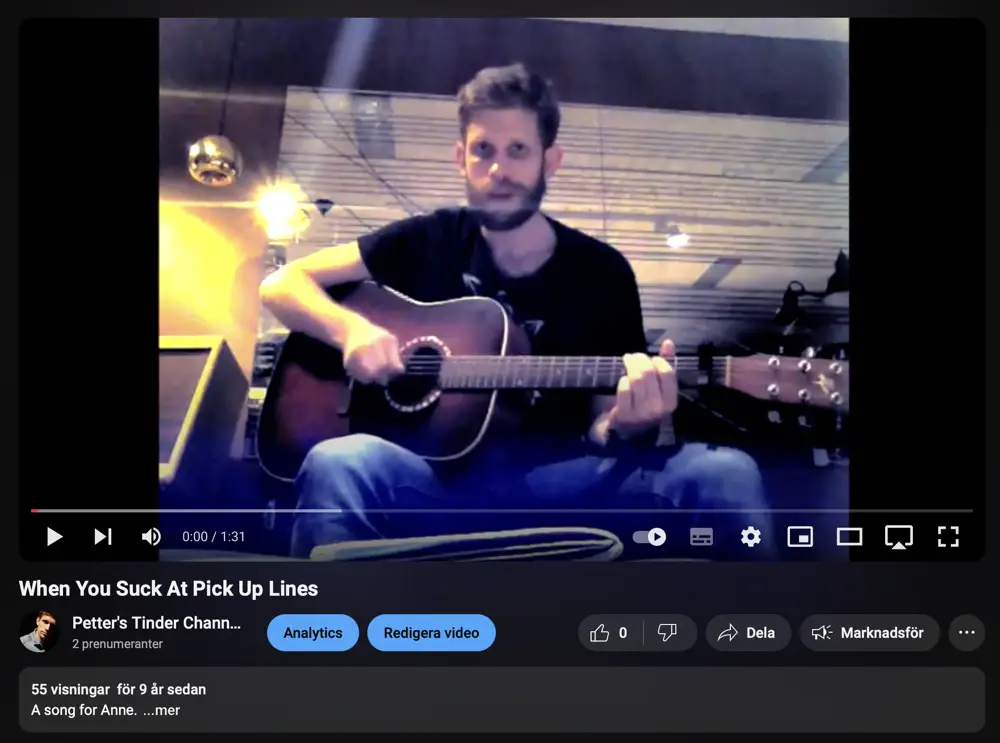 0:00 / 1:31
When You Suck At Pick Up Lines
Petter's Tinder Chann...
2 prenumeranter
Analytics
Redigera video
0
Dela
Marknadsför
55 visningar för 9 år sedan
A song for Anne. ...mer